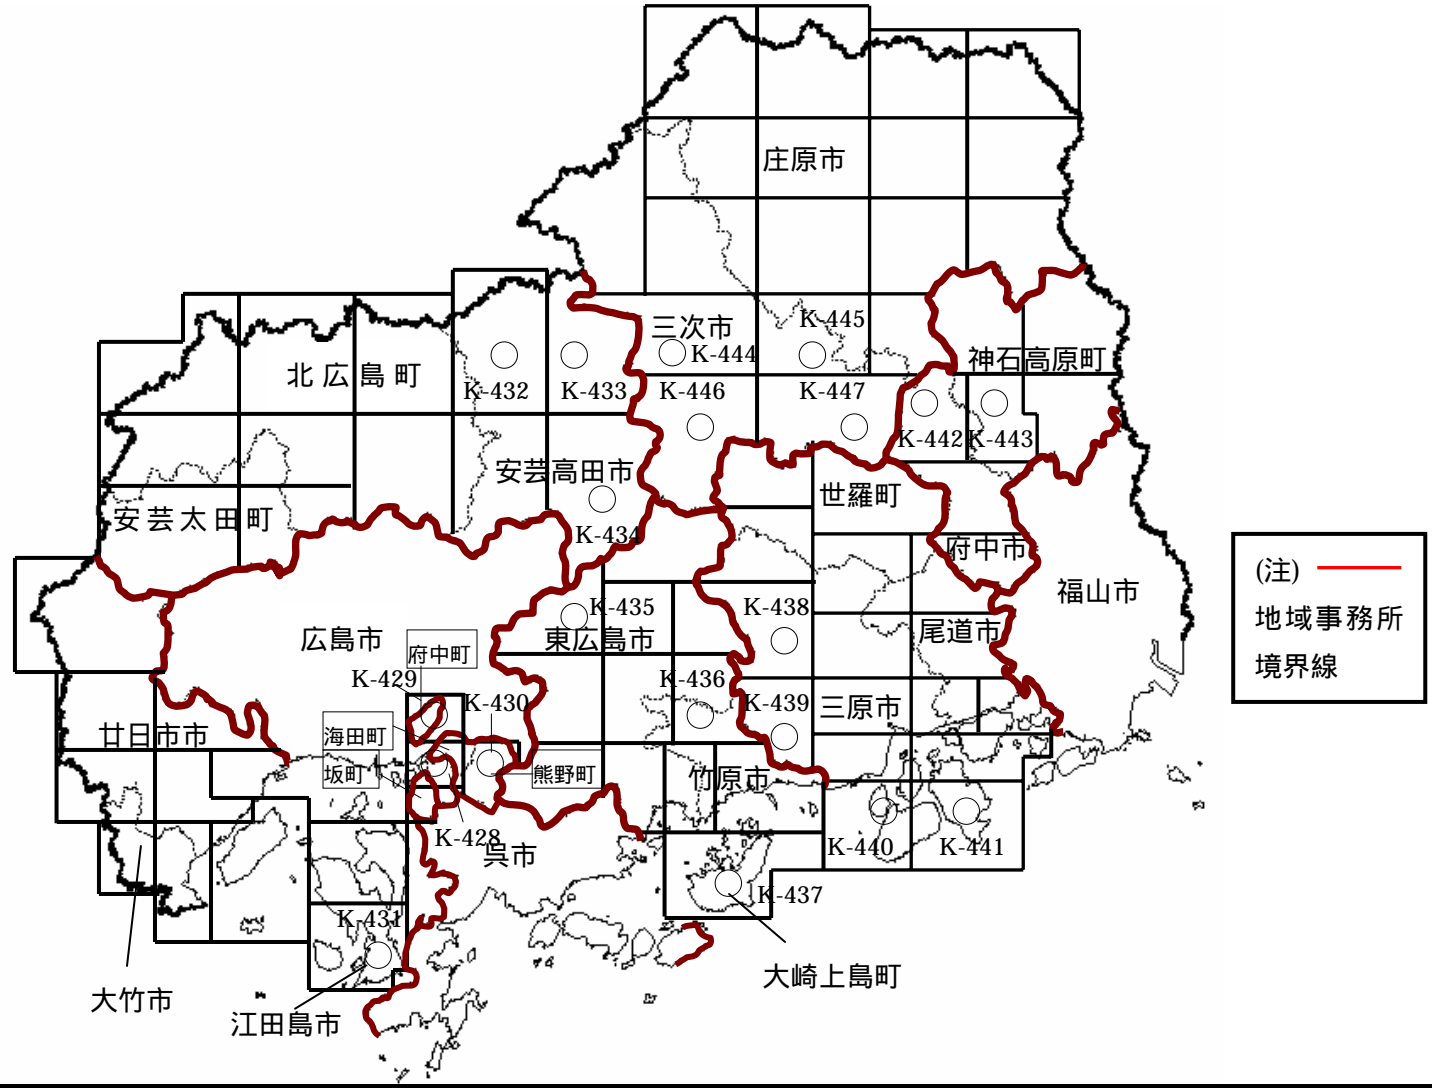 庄原市
三次市
K-445
K-444
神石高原町
北広島町
K-432
K-433
K-446
K-447
K-442
K-443
安芸高田市
世羅町
安芸太田町
K-434
府中市
(注)
地域事務所
境界線
福山市
K-435
K-438
広島市
東広島市
尾道市
府中町
K-429
K-436
K-430
K-439
三原市
廿日市市
海田町
坂町
熊野町
竹原市
K-428
呉市
K-440
K-441
K-437
K-431
大崎上島町
大竹市
江田島市